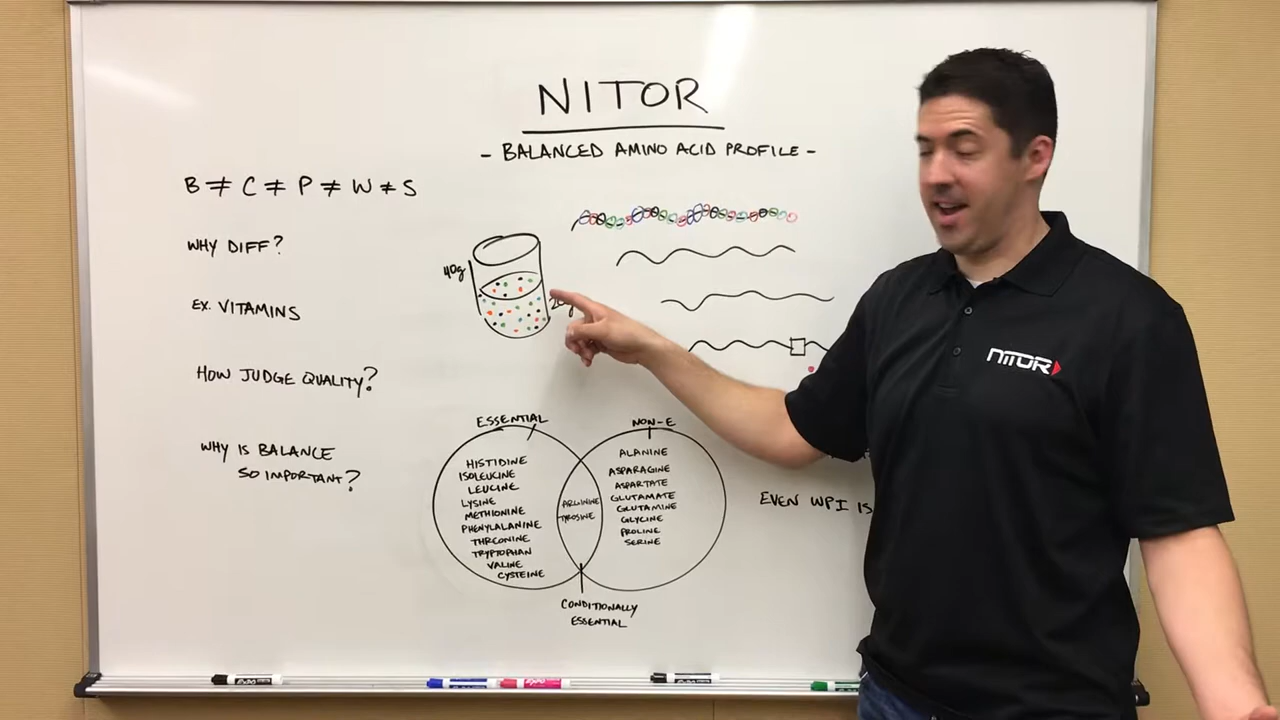 NITOR
- BALANCED AMINO ACID PROFILE -
B ≠ C ≠ P ≠ W ≠ S
WHY DIFF?
EX. VITAMINS
HOW JUDGE QUALITY?
WHY IS BALANCE
SO IMPORTANT?
40g
ESSENTIAL
HISTIDINE
ISOLEUCINE
LEUCINE
LYSINE
METHIONINE
PHENYLALANINE
THREONINE
TRYPTOPHAN
VALINE
CYSTEINE
ARLININE
TYROSINE
NON-E
ALANINE
ASPARAGINE
ASPARTATE
GLUTAMATE
GLUTAMINE
GLYCINE
PROLINE
SERINE
CONDITIONALLY
ESSENTIAL
EVEN WPI IS
NITOR